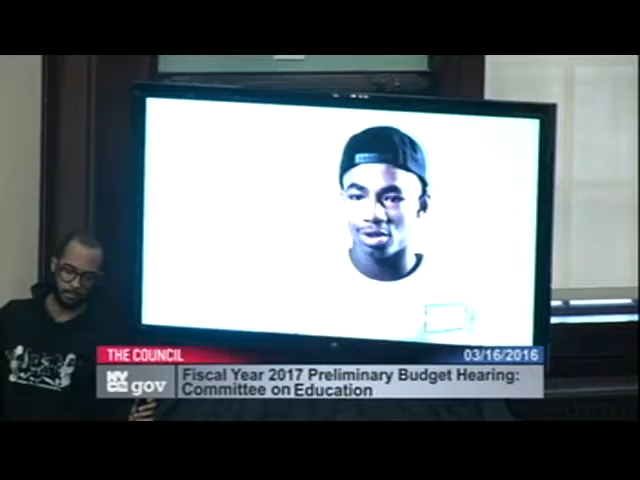 THE COUNCIL
03/16/2016
NYC
gov
Fiscal Year 2017 Preliminary Budget Hearing:
Committee on Education